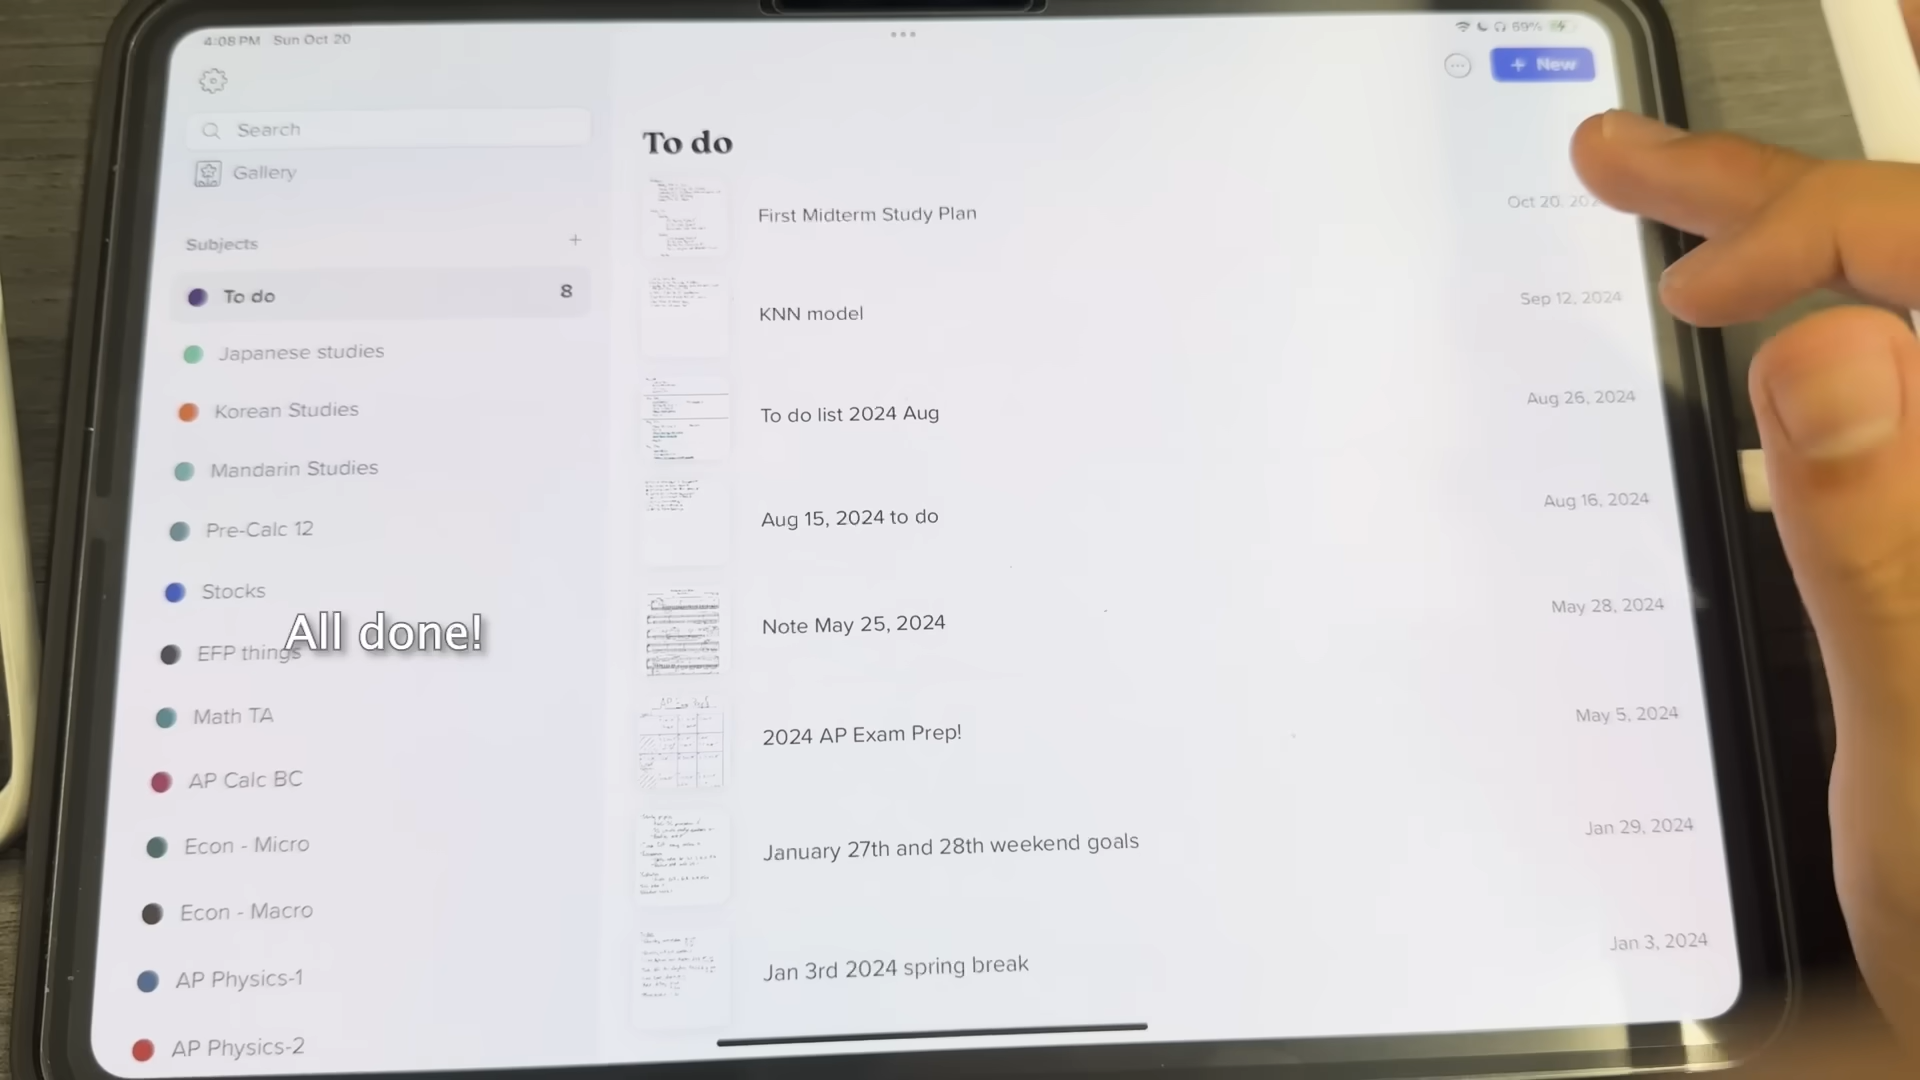 4:08 PM Sun Oct 20
69%
+ New
Search
Gallery
Subjects
To do 8
Japanese studies
Korean Studies
Mandarin Studies
Pre-Calc 12
Stocks
EFP things
Math TA
AP Calc BC
Econ - Micro
Econ - Macro
AP Physics-1
AP Physics-2
All done!
To do
First Midterm Study Plan
Oct 20,
KNN model
Sep 12, 2024
To do list 2024 Aug
Aug 26, 2024
Aug 15, 2024 to do
Aug 16, 2024
Note May 25, 2024
May 28, 2024
2024 AP Exam Prep!
May 5, 2024
January 27th and 28th weekend goals
Jan 29, 2024
Jan 3rd 2024 spring break
Jan 3, 2024